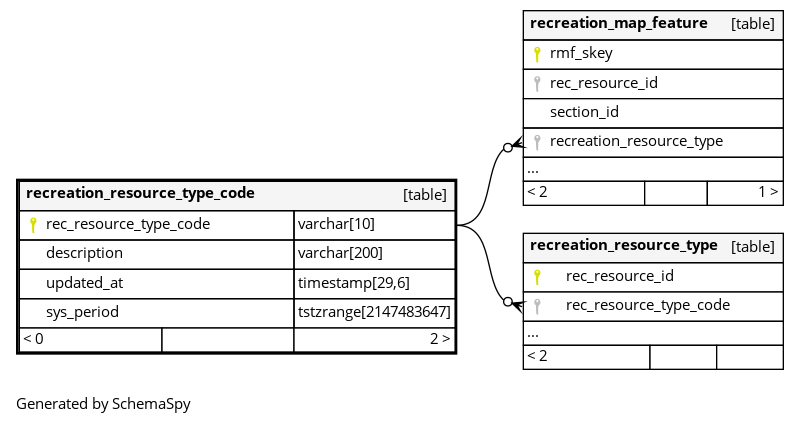 recreation_map_feature [table]
rmf_skey
rec_resource_id
section_id
recreation_resource_type
...
< 2 1 >
recreation_resource_type_code [table]
rec_resource_type_code varchar[10]
description varchar[200]
updated_at timestamp[29,6]
sys_period tstzrange[2147483647]
< 0 2 >
recreation_resource_type [table]
rec_resource_id
rec_resource_type_code
...
< 2
Generated by SchemaSpy